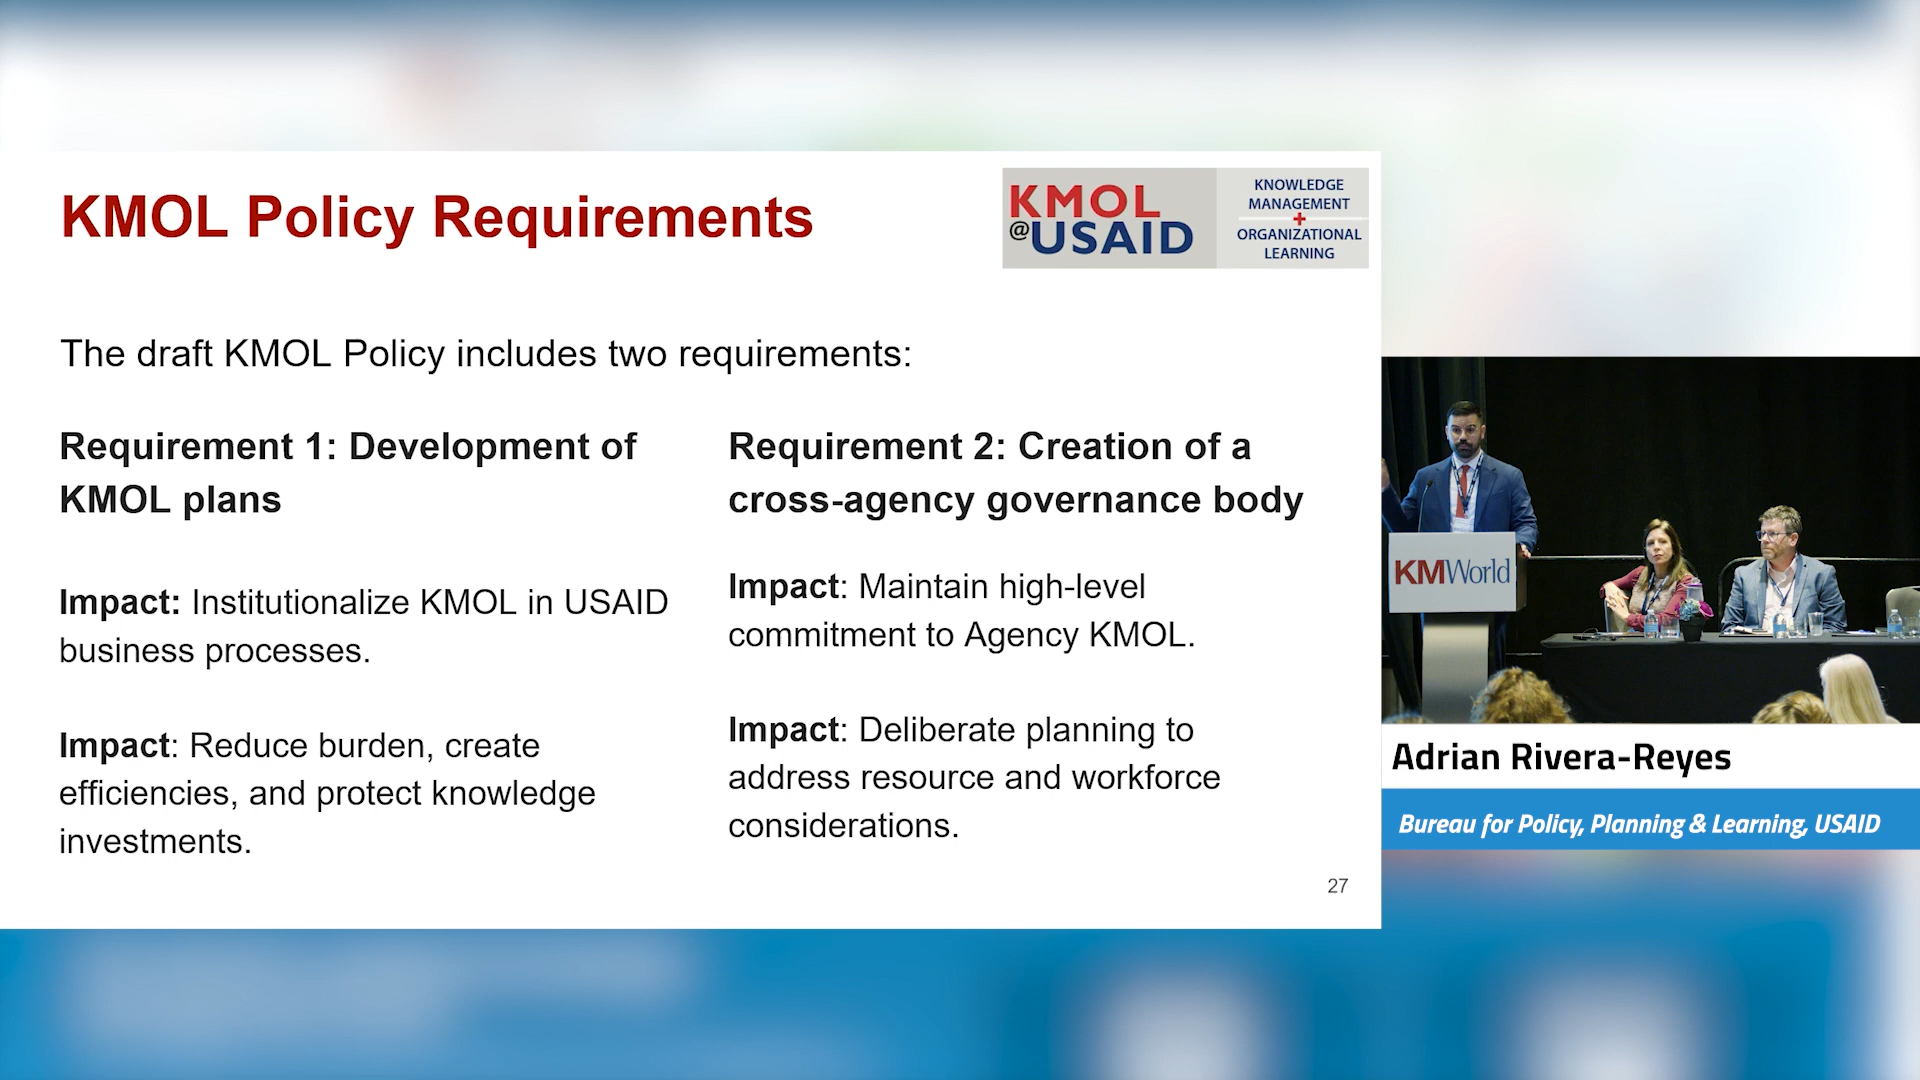 KMOL Policy Requirements
KMOL
@USAID
KNOWLEDGE
MANAGEMENT
+
ORGANIZATIONAL
LEARNING
The draft KMOL Policy includes two requirements:
Requirement 1: Development of
KMOL plans
Impact: Institutionalize KMOL in USAID
business processes.
Impact: Reduce burden, create
efficiencies, and protect knowledge
investments.
Requirement 2: Creation of a
cross-agency governance body
Impact: Maintain high-level
commitment to Agency KMOL.
Impact: Deliberate planning to
address resource and workforce
considerations.
27
KMWorld
Adrian Rivera-Reyes
Bureau for Policy, Planning & Learning, USAID